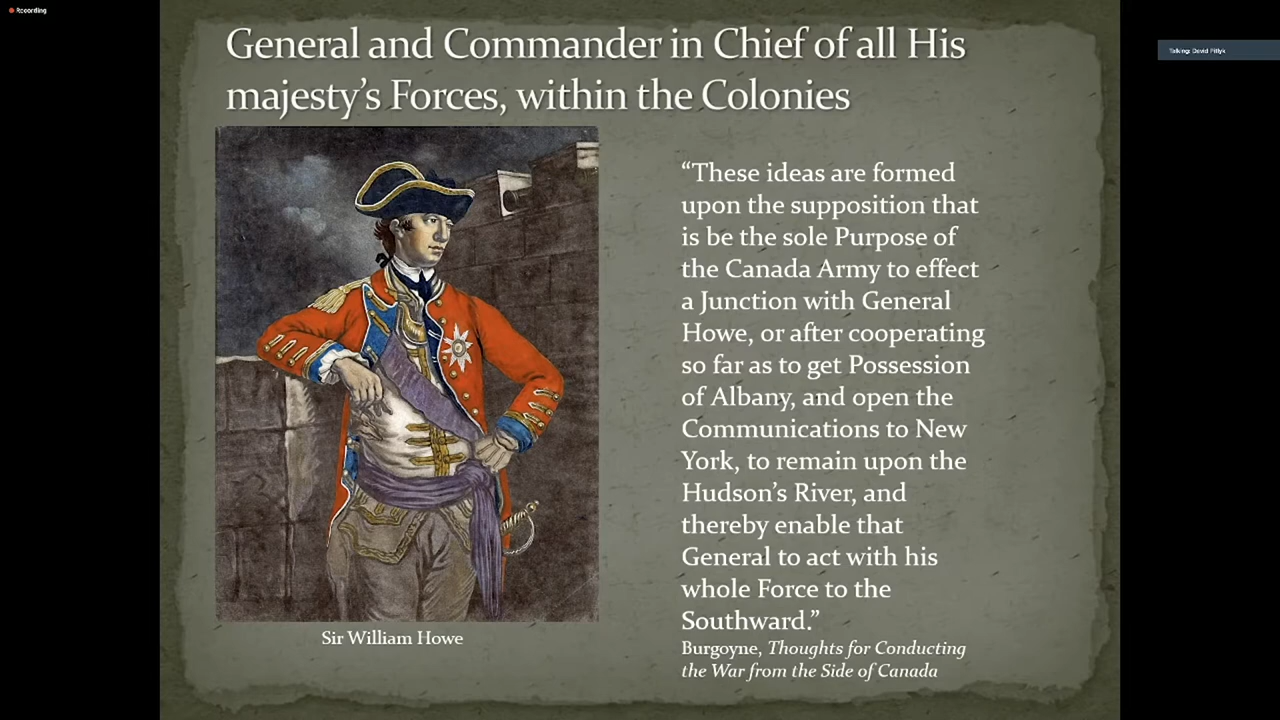 Recording
General and Commander in Chief of all His
majesty's Forces, within the Colonies
Talking: David Pitlyk
"These ideas are formed
upon the supposition that
is be the sole Purpose of
the Canada Army to effect
a Junction with General
Howe, or after cooperating
so far as to get Possession
of Albany, and open the
Communications to New
York, to remain upon the
Hudson's River, and
thereby enable that
General to act with his
whole Force to the
Southward."
Burgoyne, Thoughts for Conducting
the War from the Side of Canada
Sir William Howe